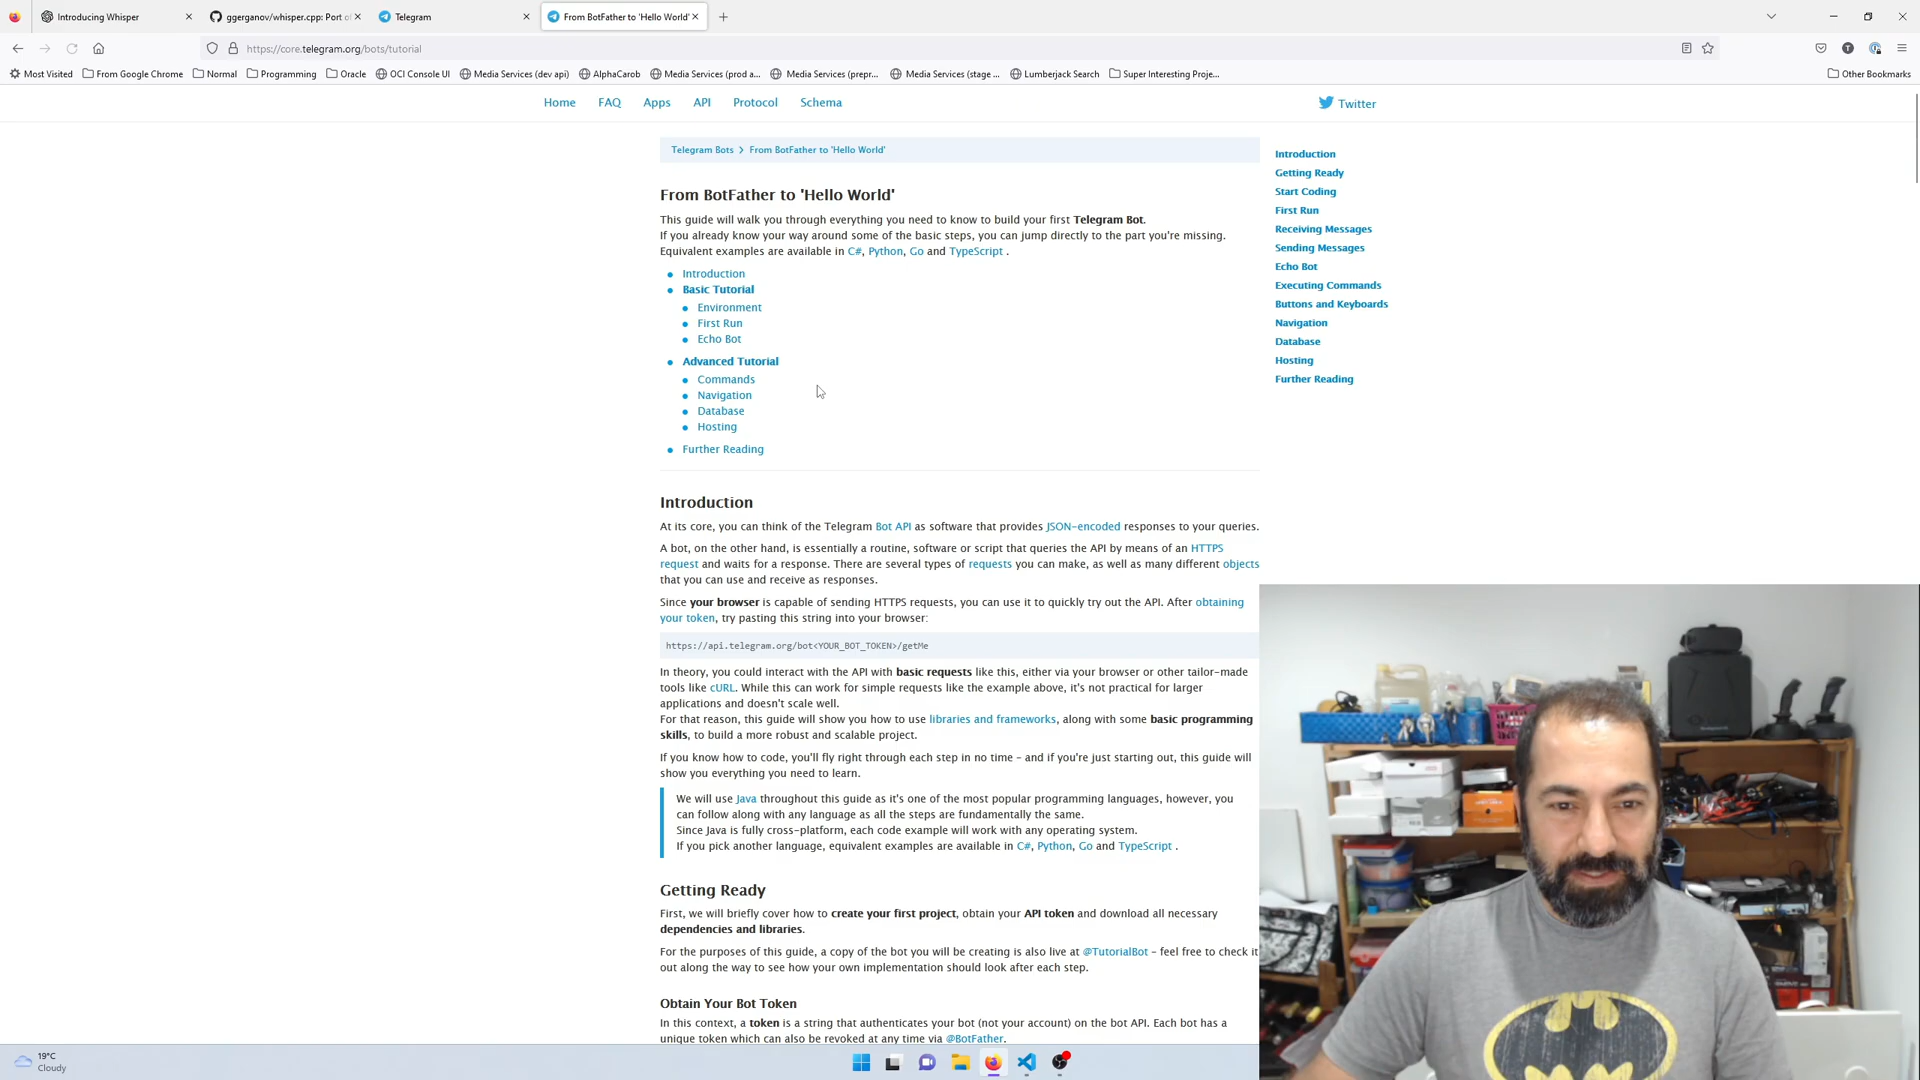 Introducing Whisper
ggerganov/whisper.cpp: Port of
Telegram
From BotFather to 'Hello World'
https://core.telegram.org/bots/tutorial
Most Visited
From Google Chrome
Normal
Programming
Oracle
OCI Console UI
Media Services (dev api)
AlphaCarob
Media Services (prod a...
Media Services (prepr...
Media Services (stage ...
Lumberjack Search
Super Interesting Proje...
Other Bookmarks
Home
FAQ
Apps
API
Protocol
Schema
Twitter
Telegram Bots
From BotFather to 'Hello World'
From BotFather to 'Hello World'
This guide will walk you through everything you need to know to build your first Telegram Bot.
If you already know your way around some of the basic steps, you can jump directly to the part you're missing.
Equivalent examples are available in C#, Python, Go and TypeScript .
Introduction
Basic Tutorial
Environment
First Run
Echo Bot
Advanced Tutorial
Commands
Navigation
Database
Hosting
Further Reading
Introduction
Getting Ready
Start Coding
First Run
Receiving Messages
Sending Messages
Echo Bot
Executing Commands
Buttons and Keyboards
Navigation
Database
Hosting
Further Reading
Introduction
At its core, you can think of the Telegram Bot API as software that provides JSON-encoded responses to your queries.
A bot, on the other hand, is essentially a routine, software or script that queries the API by means of an HTTPS
request and waits for a response. There are several types of requests you can make, as well as many different objects
that you can use and receive as responses.
Since your browser is capable of sending HTTPS requests, you can use it to quickly try out the API. After obtaining
your token, try pasting this string into your browser:
https://api.telegram.org/bot<YOUR_BOT_TOKEN>/getMe
In theory, you could interact with the API with basic requests like this, either via your browser or other tailor-made
tools like cURL. While this can work for simple requests like the example above, it's not practical for larger
applications and doesn't scale well.
For that reason, this guide will show you how to use libraries and frameworks, along with some basic programming
skills, to build a more robust and scalable project.
If you know how to code, you'll fly right through each step in no time – and if you're just starting out, this guide will
show you everything you need to learn.
We will use Java throughout this guide as it's one of the most popular programming languages, however, you
can follow along with any language as all the steps are fundamentally the same.
Since Java is fully cross-platform, each code example will work with any operating system.
If you pick another language, equivalent examples are available in C#, Python, Go and TypeScript .
Getting Ready
First, we will briefly cover how to create your first project, obtain your API token and download all necessary
dependencies and libraries.
For the purposes of this guide, a copy of the bot you will be creating is also live at @TutorialBot – feel free to check it
out along the way to see how your own implementation should look after each step.
Obtain Your Bot Token
In this context, a token is a string that authenticates your bot (not your account) on the bot API. Each bot has a
unique token which can also be revoked at any time via @BotFather.
19°C
Cloudy